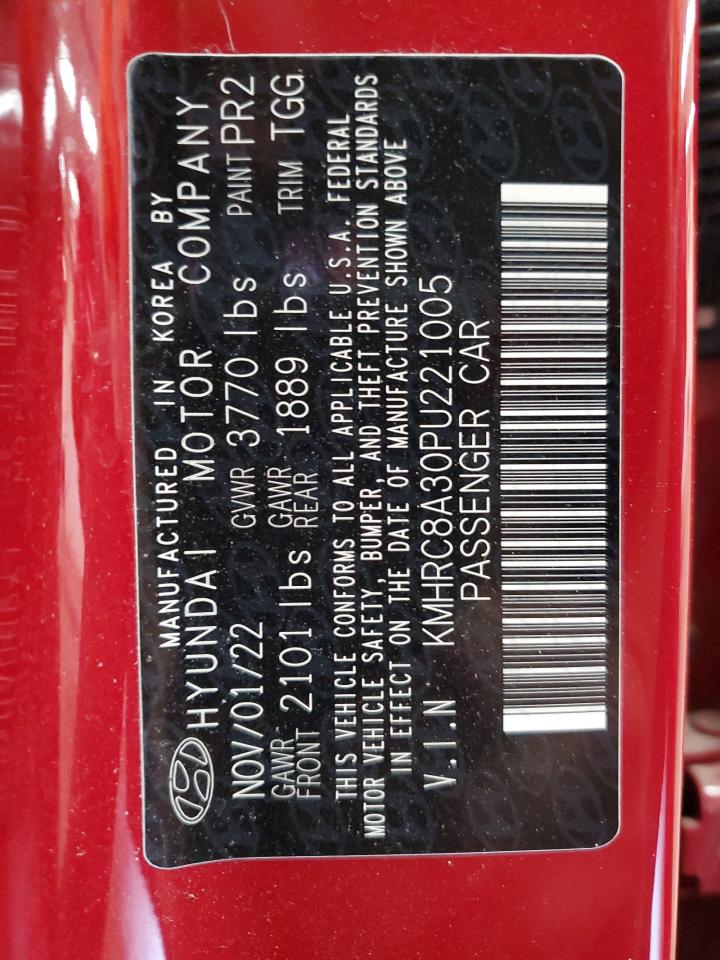 MANUFACTURED IN KOREA BY
HYUNDAI MOTOR COMPANY
NOV/01/22 GVWR 3770 lbs PAINT PR2
GAWR FRONT 2101 lbs GAWR REAR 1889 lbs TRIM TGG
THIS VEHICLE CONFORMS TO ALL APPLICABLE U.S.A. FEDERAL
MOTOR VEHICLE SAFETY, BUMPER, AND THEFT PREVENTION STANDARDS
IN EFFECT ON THE DATE OF MANUFACTURE SHOWN ABOVE
V.I.N KMHRC8A30PU221005
PASSENGER CAR